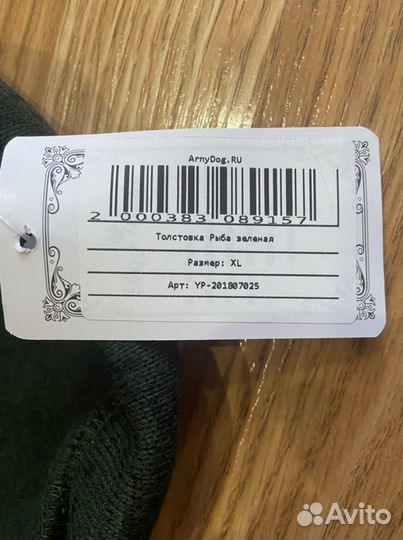 ArnyDog.RU
2 000383 089157
Толстовка Рыба зеленая
Размер: XL
Арт: YP-201807025
Avito